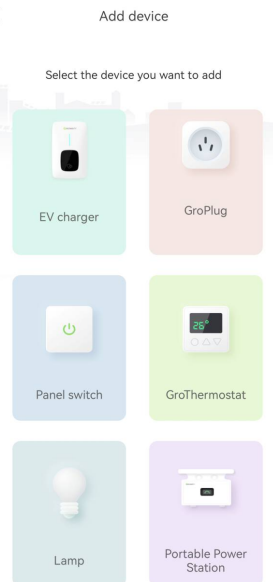 Add device
Select the device you want to add
EV charger
GroPlug
26°
Panel switch
GroThermostat
Lamp
Portable Power
Station